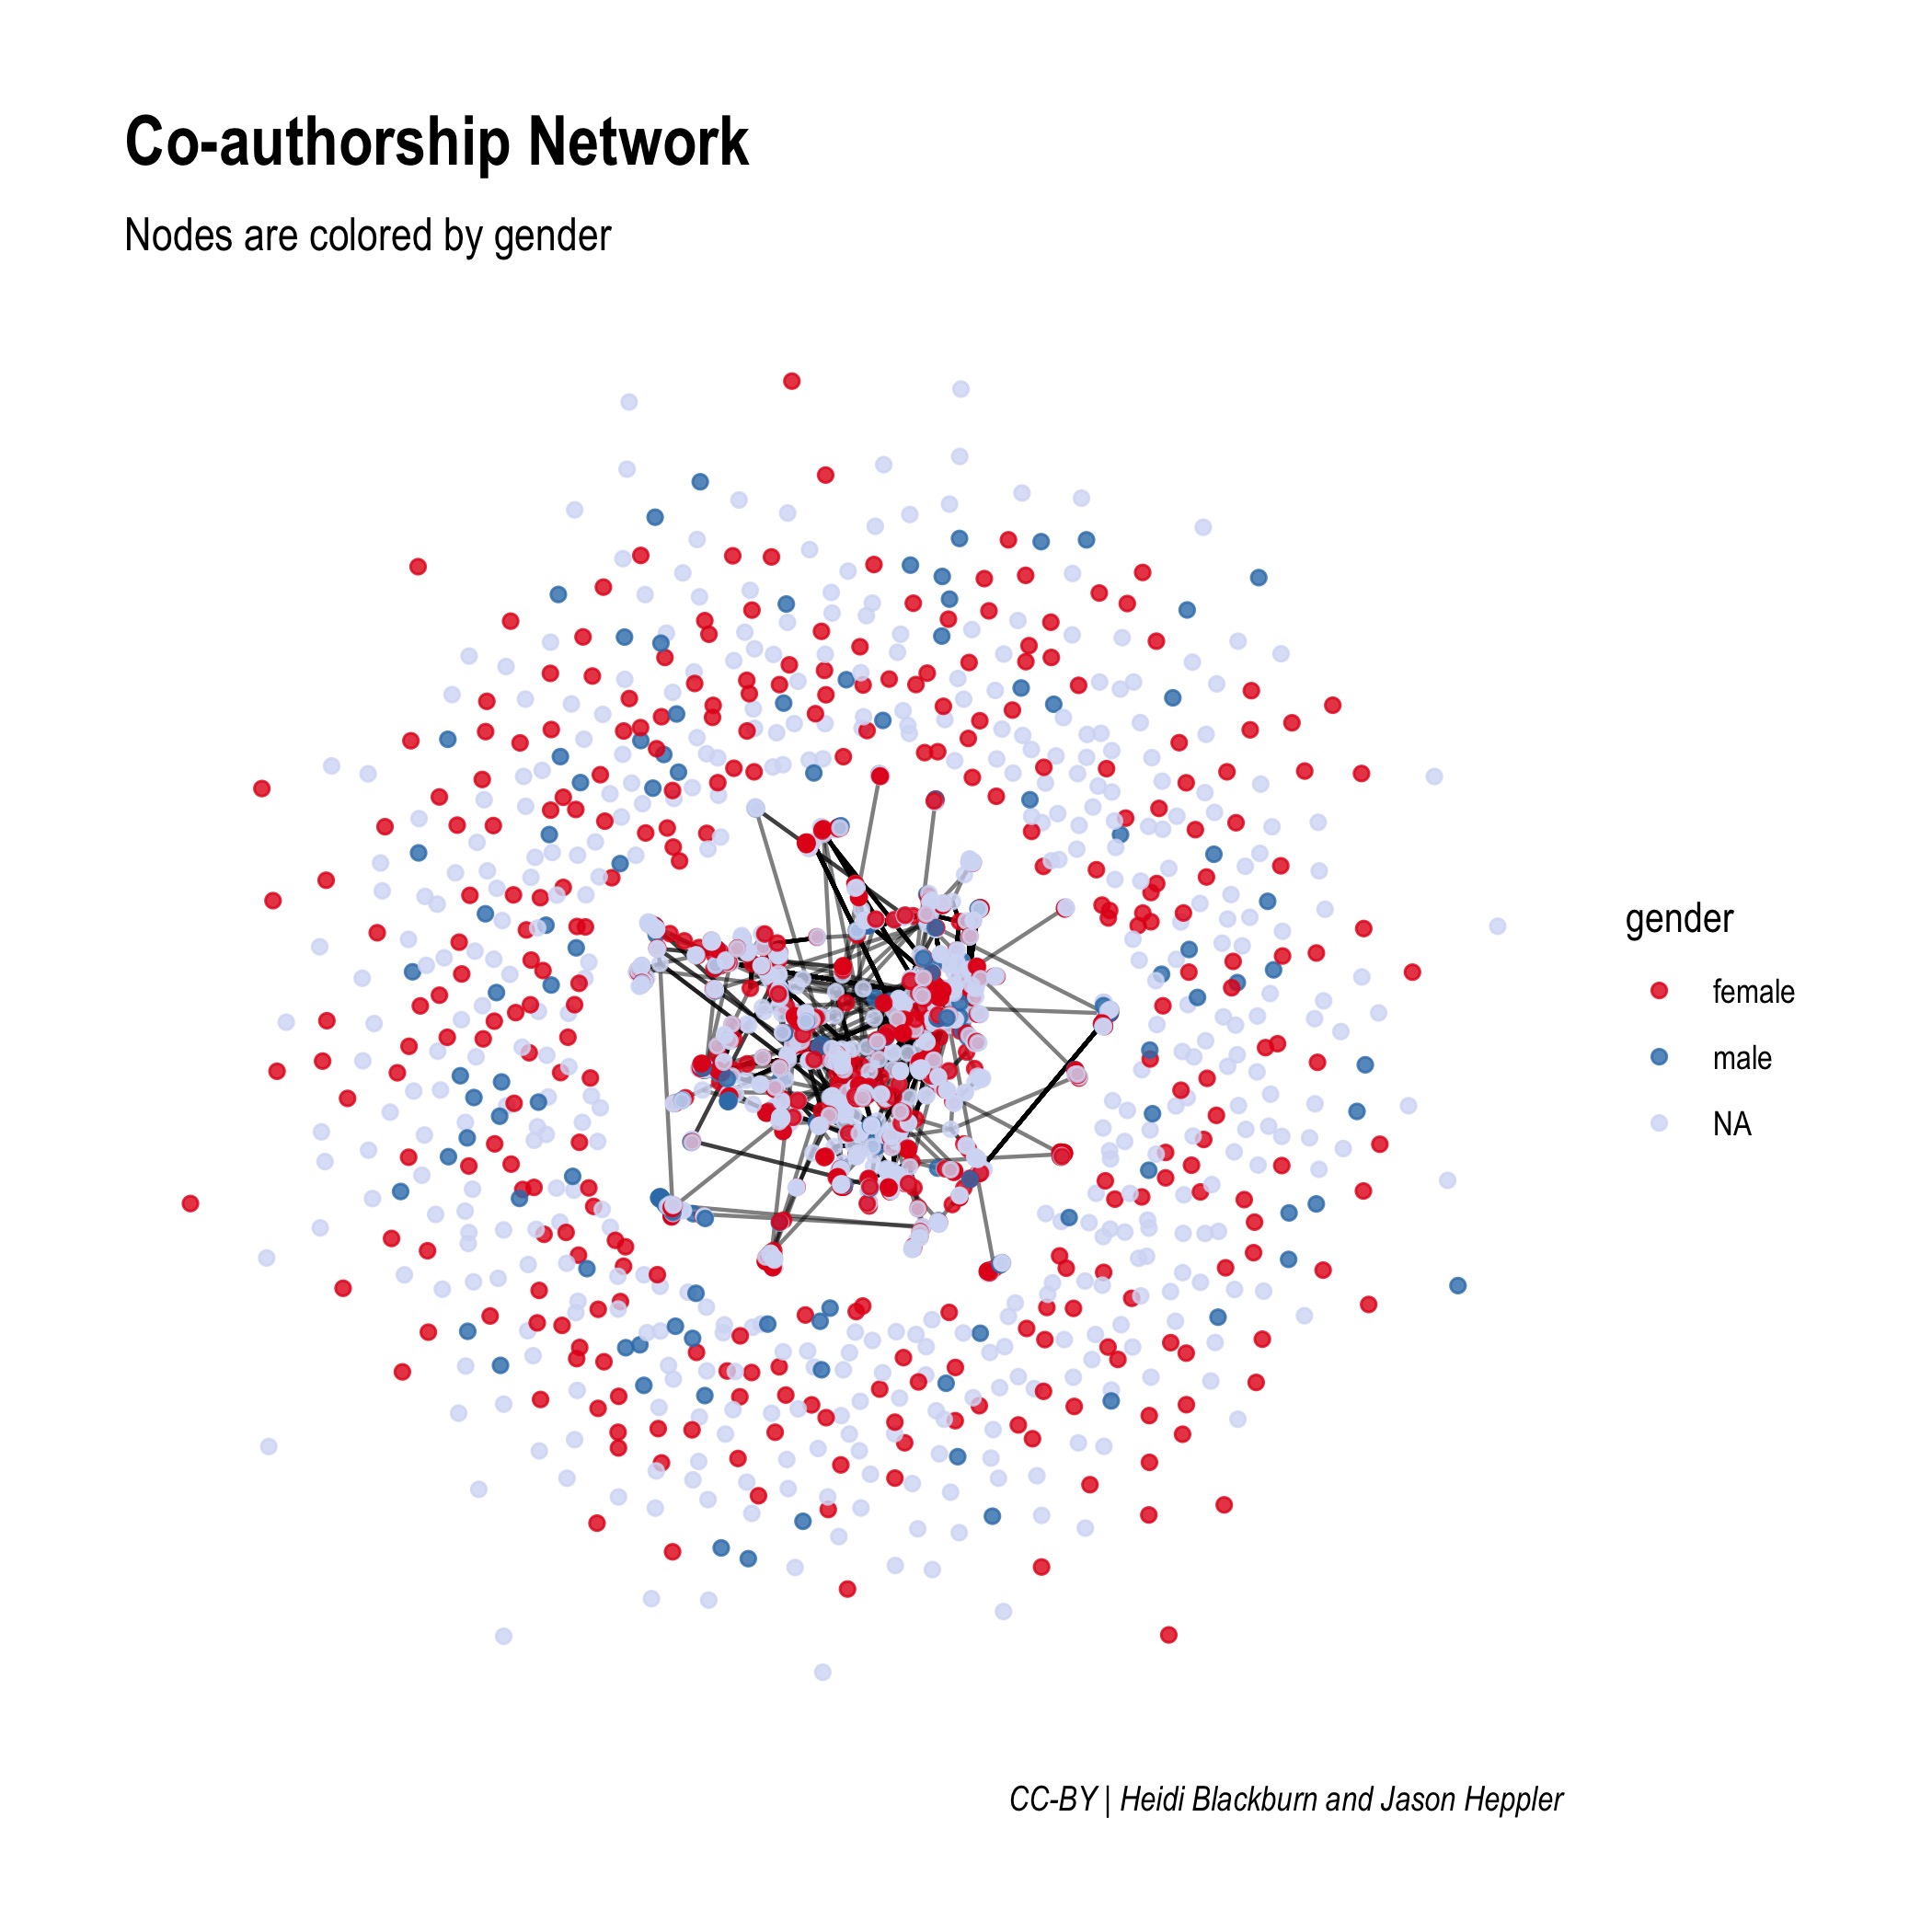 Co-authorship Network
Nodes are colored by gender
gender
female
male
NA
CC-BY | Heidi Blackburn and Jason Heppler